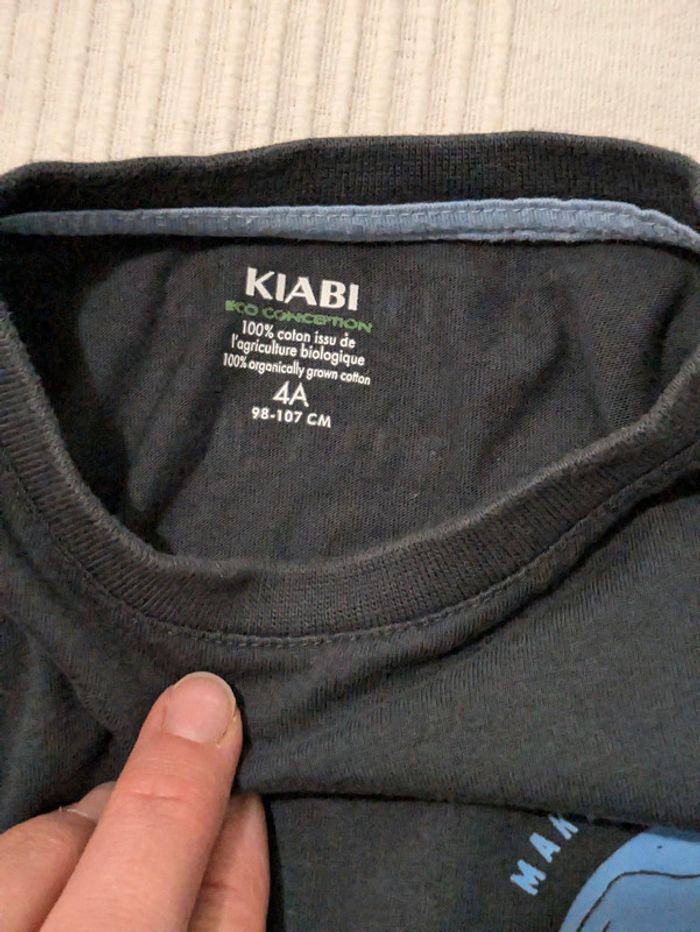 KIABI
ECO CONCEPTION
100% coton issu de
l'agriculture biologique
100% organically grown cotton
4A
98-107 CM